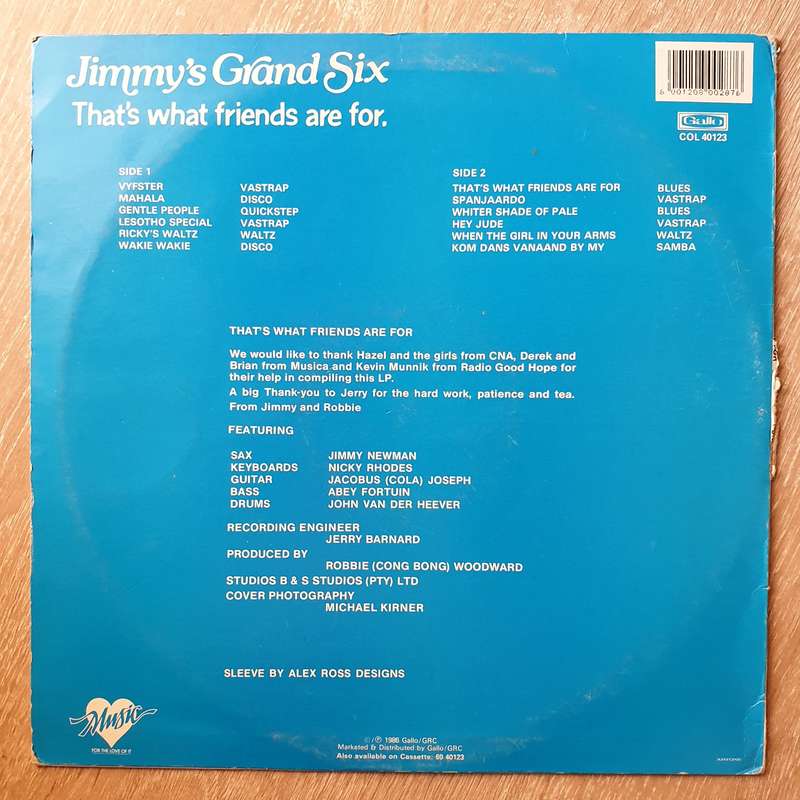 Jimmy's Grand Six
That's what friends are for.
6 001208 002876
Gallo
COL 40123
SIDE 1
VYFSTER VASTRAP
MAHALA DISCO
GENTLE PEOPLE QUICKSTEP
LESOTHO SPECIAL VASTRAP
RICKY'S WALTZ WALTZ
WAKIE WAKIE DISCO
SIDE 2
THAT'S WHAT FRIENDS ARE FOR BLUES
SPANJAARDO VASTRAP
WHITER SHADE OF PALE BLUES
HEY JUDE VASTRAP
WHEN THE GIRL IN YOUR ARMS WALTZ
KOM DANS VANAAND BY MY SAMBA
THAT'S WHAT FRIENDS ARE FOR
We would like to thank Hazel and the girls from CNA, Derek and
Brian from Musica and Kevin Munnik from Radio Good Hope for
their help in compiling this LP.
A big Thank-you to Jerry for the hard work, patience and tea.
From Jimmy and Robbie
FEATURING
SAX JIMMY NEWMAN
KEYBOARDS NICKY RHODES
GUITAR JACOBUS (COLA) JOSEPH
BASS ABEY FORTUIN
DRUMS JOHN VAN DER HEEVER
RECORDING ENGINEER
JERRY BARNARD
PRODUCED BY
ROBBIE (CONG BONG) WOODWARD
STUDIOS B & S STUDIOS (PTY) LTD
COVER PHOTOGRAPHY
MICHAEL KIRNER
SLEEVE BY ALEX ROSS DESIGNS
Music
FOR THE LOVE OF IT
©/℗ 1986 Gallo/GRC
Marketed & Distributed by Gallo/GRC
Also available on Cassette: 60 40123